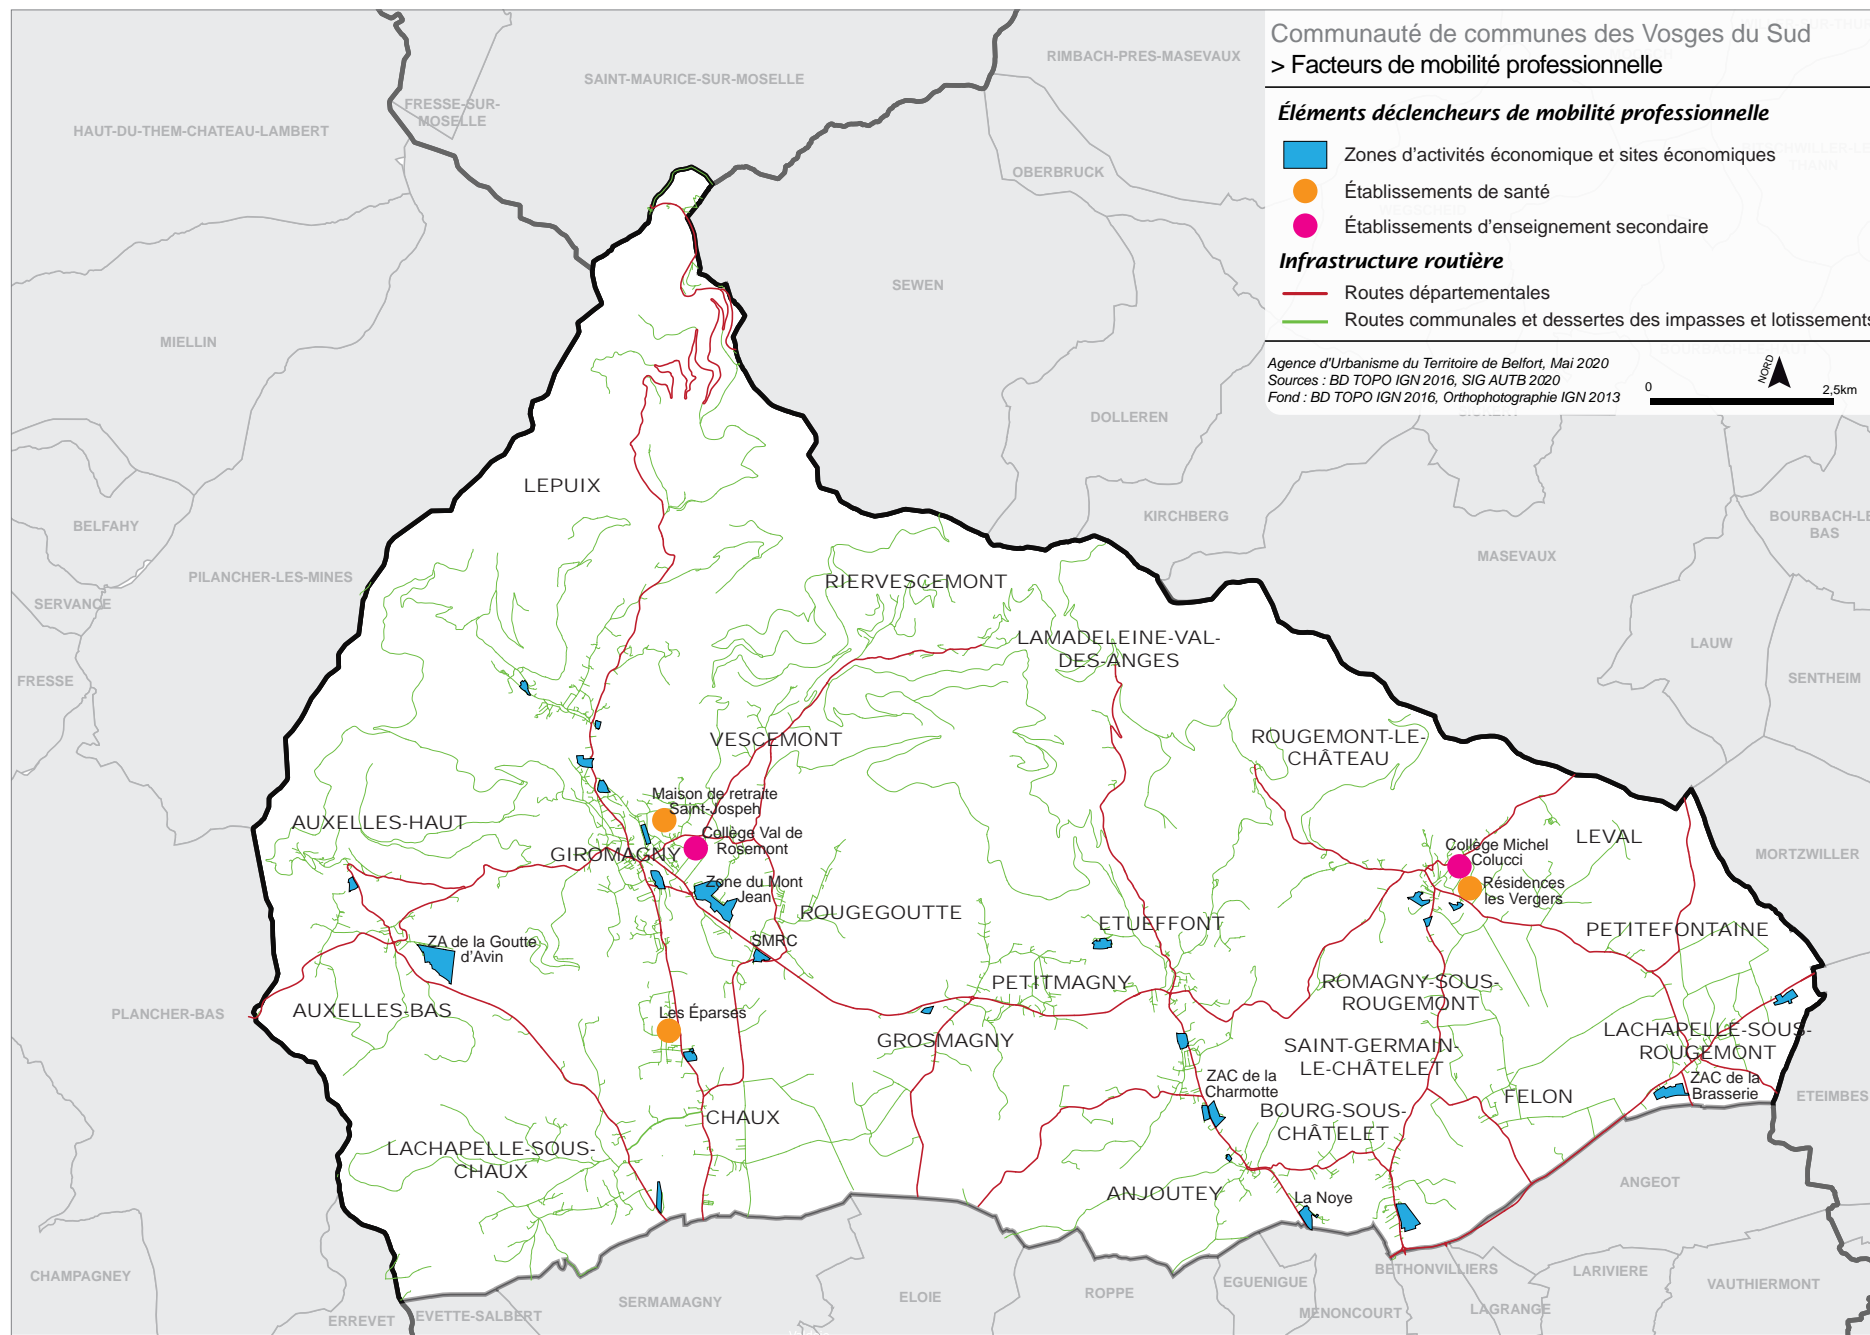 Communauté de communes des Vosges du Sud
> Facteurs de mobilité professionnelle
Éléments déclencheurs de mobilité professionnelle
Zones d'activités économique et sites économiques
Établissements de santé
Établissements d'enseignement secondaire
Infrastructure routière
Routes départementales
Routes communales et dessertes des impasses et lotissements
Agence d'Urbanisme du Territoire de Belfort, Mai 2020
Sources : BD TOPO IGN 2016, SIG AUTB 2020
Fond : BD TOPO IGN 2016, Orthophotographie IGN 2013
NORD
0
2,5km
RIMBACH-PRES-MASEVAUX
SAINT-MAURICE-SUR-MOSELLE
FRESSE-SUR-
MOSELLE
HAUT-DU-THEM-CHATEAU-LAMBERT
OBERBRUCK
SEWEN
MIELLIN
DOLLEREN
LEPUIX
KIRCHBERG
BOURBACH-LE-
BAS
BELFAHY
MASEVAUX
PILANCHER-LES-MINES
RIERVESCEMONT
SERVANCE
LAMADELEINE-VAL-
DES-ANGES
LAUW
FRESSE
SENTHEIM
VESCEMONT
ROUGEMONT-LE-
CHÂTEAU
Maison de retraite
Saint-Jospeh
AUXELLES-HAUT
Collège Val de
Rosemont
GIROMAGNY
LEVAL
Collège Michel
Colucci
MORTZWILLER
Zone du Mont
Jean
Résidences
les Vergers
ROUGEGOUTTE
ETUEFFONT
PETITEFONTAINE
ZA de la Goutte
d'Avin
SMRC
PETITMAGNY
ROMAGNY-SOUS-
ROUGEMONT
AUXELLES-BAS
Les Éparses
PLANCHER-BAS
GROSMAGNY
LACHAPELLE-SOUS-
ROUGEMONT
SAINT-GERMAIN-
LE-CHÂTELET
ZAC de la
Charmotte
ZAC de la
Brasserie
FELON
ETEIMBES
CHAUX
BOURG-SOUS-
CHÂTELET
LACHAPELLE-SOUS-
CHAUX
ANJOUTEY
La Noye
ANGEOT
CHAMPAGNEY
BETHONVILLIERS
LARIVIERE
VAUTHIERMONT
EGUENIGUE
ROPPE
ELOIE
SERMAMAGNY
EVETTE-SALBERT
ERREVET
MENONCOURT
LAGRANGE